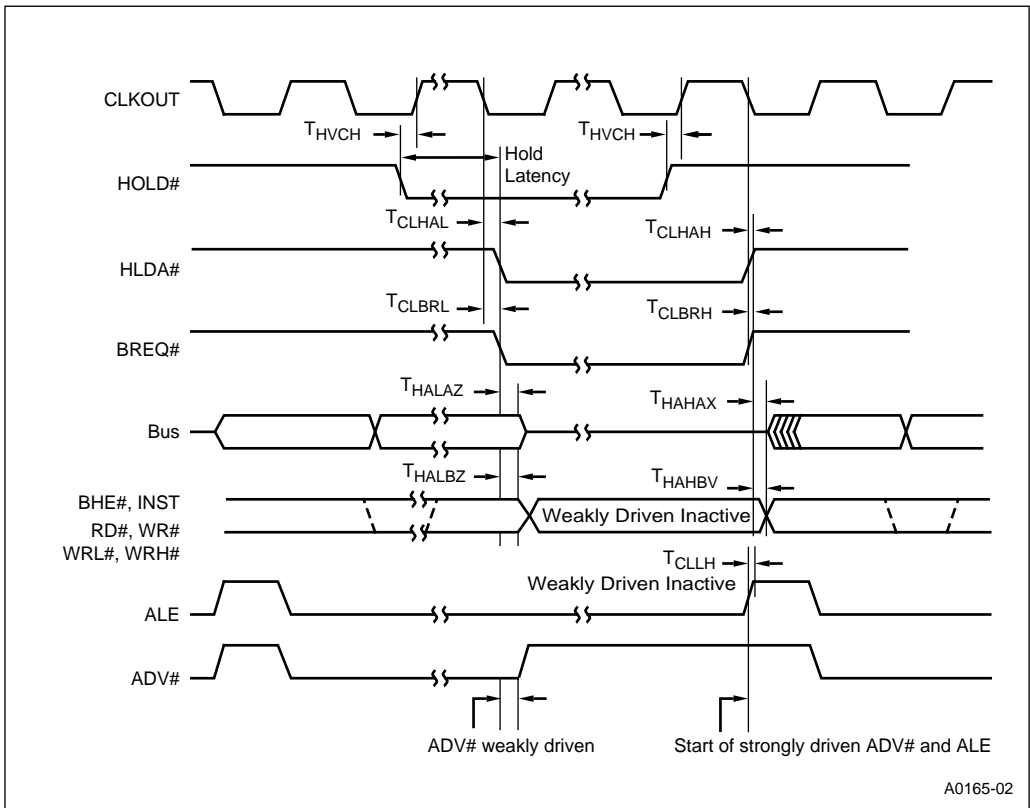 CLKOUT
THVCH
THVCH
Hold
Latency
HOLD#
TCLHAL
TCLHAH
HLDA#
TCLBRL
TCLBRH
BREQ#
THALAZ
THAHAX
Bus
THALBZ
THAHBV
BHE#, INST
Weakly Driven Inactive
RD#, WR#
WRL#, WRH#
TCLLH
Weakly Driven Inactive
ALE
ADV#
ADV# weakly driven
Start of strongly driven ADV# and ALE
A0165-02